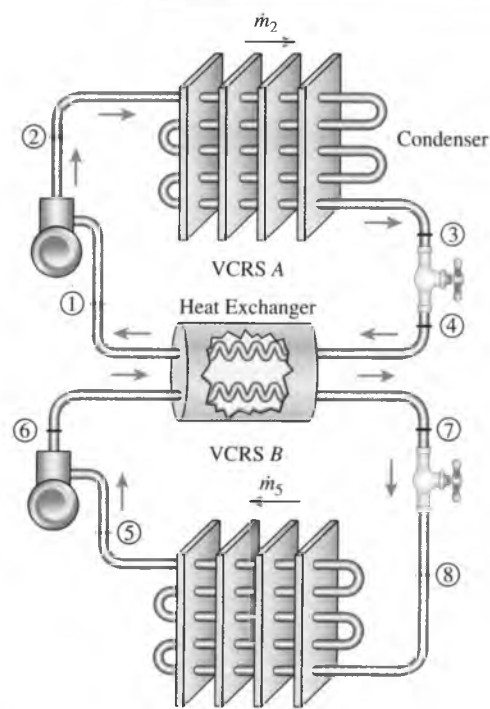 ṁ2
②
Condenser
③
VCRS A
①
Heat Exchanger
④
⑥
⑦
VCRS B
ṁ5
⑤
⑧